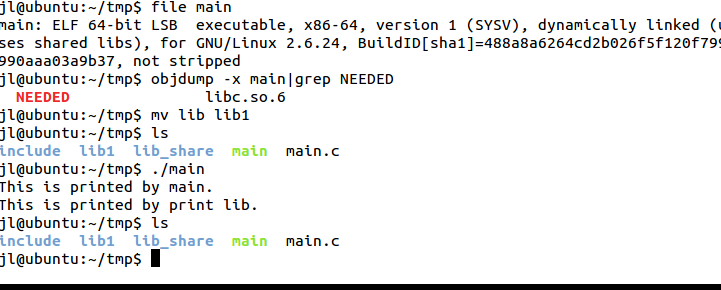 jl@ubuntu:~/tmp$ file main
main: ELF 64-bit LSB  executable, x86-64, version 1 (SYSV), dynamically linked (u
ses shared libs), for GNU/Linux 2.6.24, BuildID[sha1]=488a8a6264cd2b026f5f120f799
990aaa03a9b37, not stripped
jl@ubuntu:~/tmp$ objdump -x main|grep NEEDED
  NEEDED               libc.so.6
jl@ubuntu:~/tmp$ mv lib lib1
jl@ubuntu:~/tmp$ ls
include  lib1  lib_share  main  main.c
jl@ubuntu:~/tmp$ ./main
This is printed by main.
This is printed by print lib.
jl@ubuntu:~/tmp$ ls
include  lib1  lib_share  main  main.c
jl@ubuntu:~/tmp$